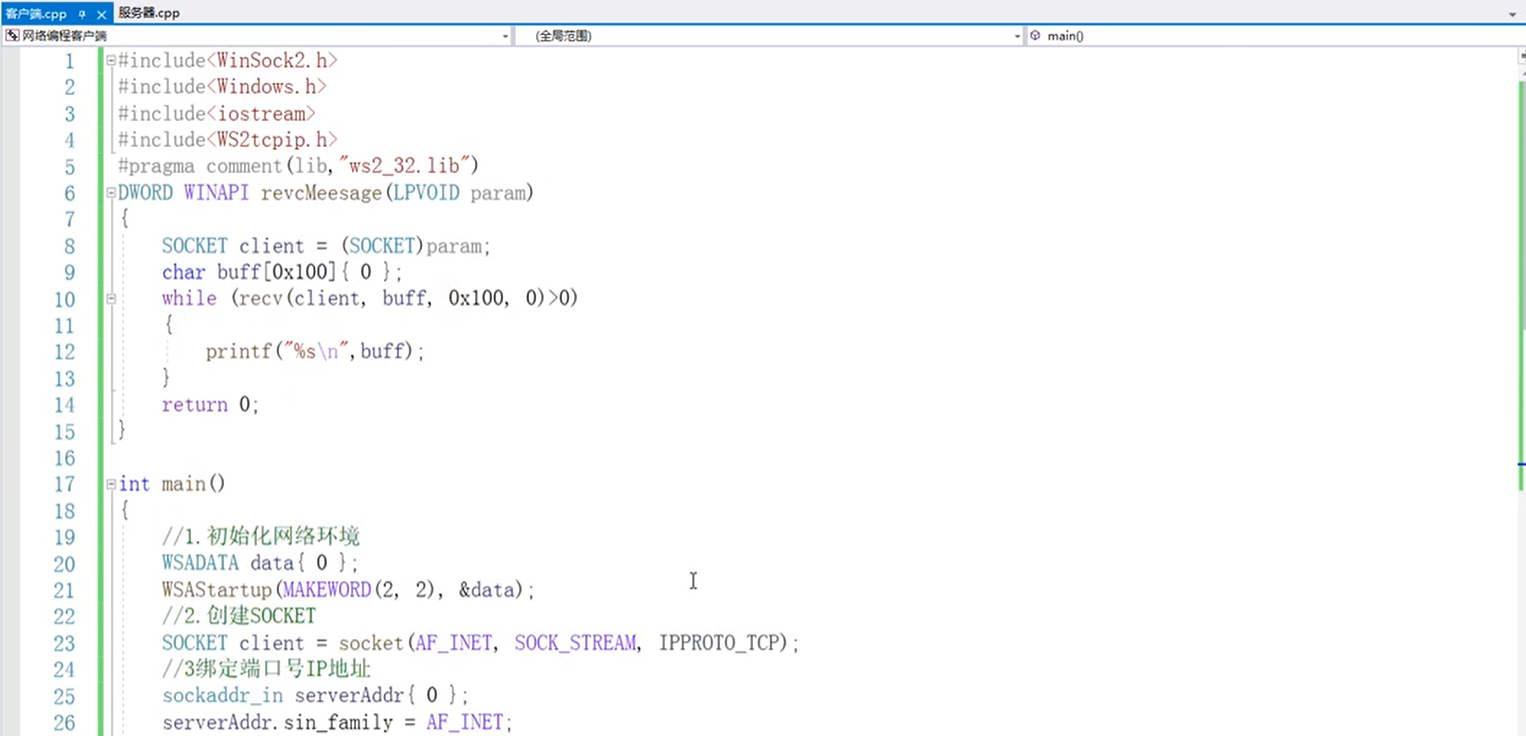 客户端.cpp 服务器.cpp
网络编程客户端 (全局范围) main()
1 #include<WinSock2.h>
2 #include<Windows.h>
3 #include<iostream>
4 #include<WS2tcpip.h>
5 #pragma comment(lib,"ws2_32.lib")
6 DWORD WINAPI revcMeesage(LPVOID param)
7 {
8 SOCKET client = (SOCKET)param;
9 char buff[0x100]{ 0 };
10 while (recv(client, buff, 0x100, 0)>0)
11 {
12 printf("%s\n",buff);
13 }
14 return 0;
15 }
16
17 int main()
18 {
19 //1.初始化网络环境
20 WSADATA data{ 0 };
21 WSAStartup(MAKEWORD(2, 2), &data);
22 //2.创建SOCKET
23 SOCKET client = socket(AF_INET, SOCK_STREAM, IPPROTO_TCP);
24 //3绑定端口号IP地址
25 sockaddr_in serverAddr{ 0 };
26 serverAddr.sin_family = AF_INET;